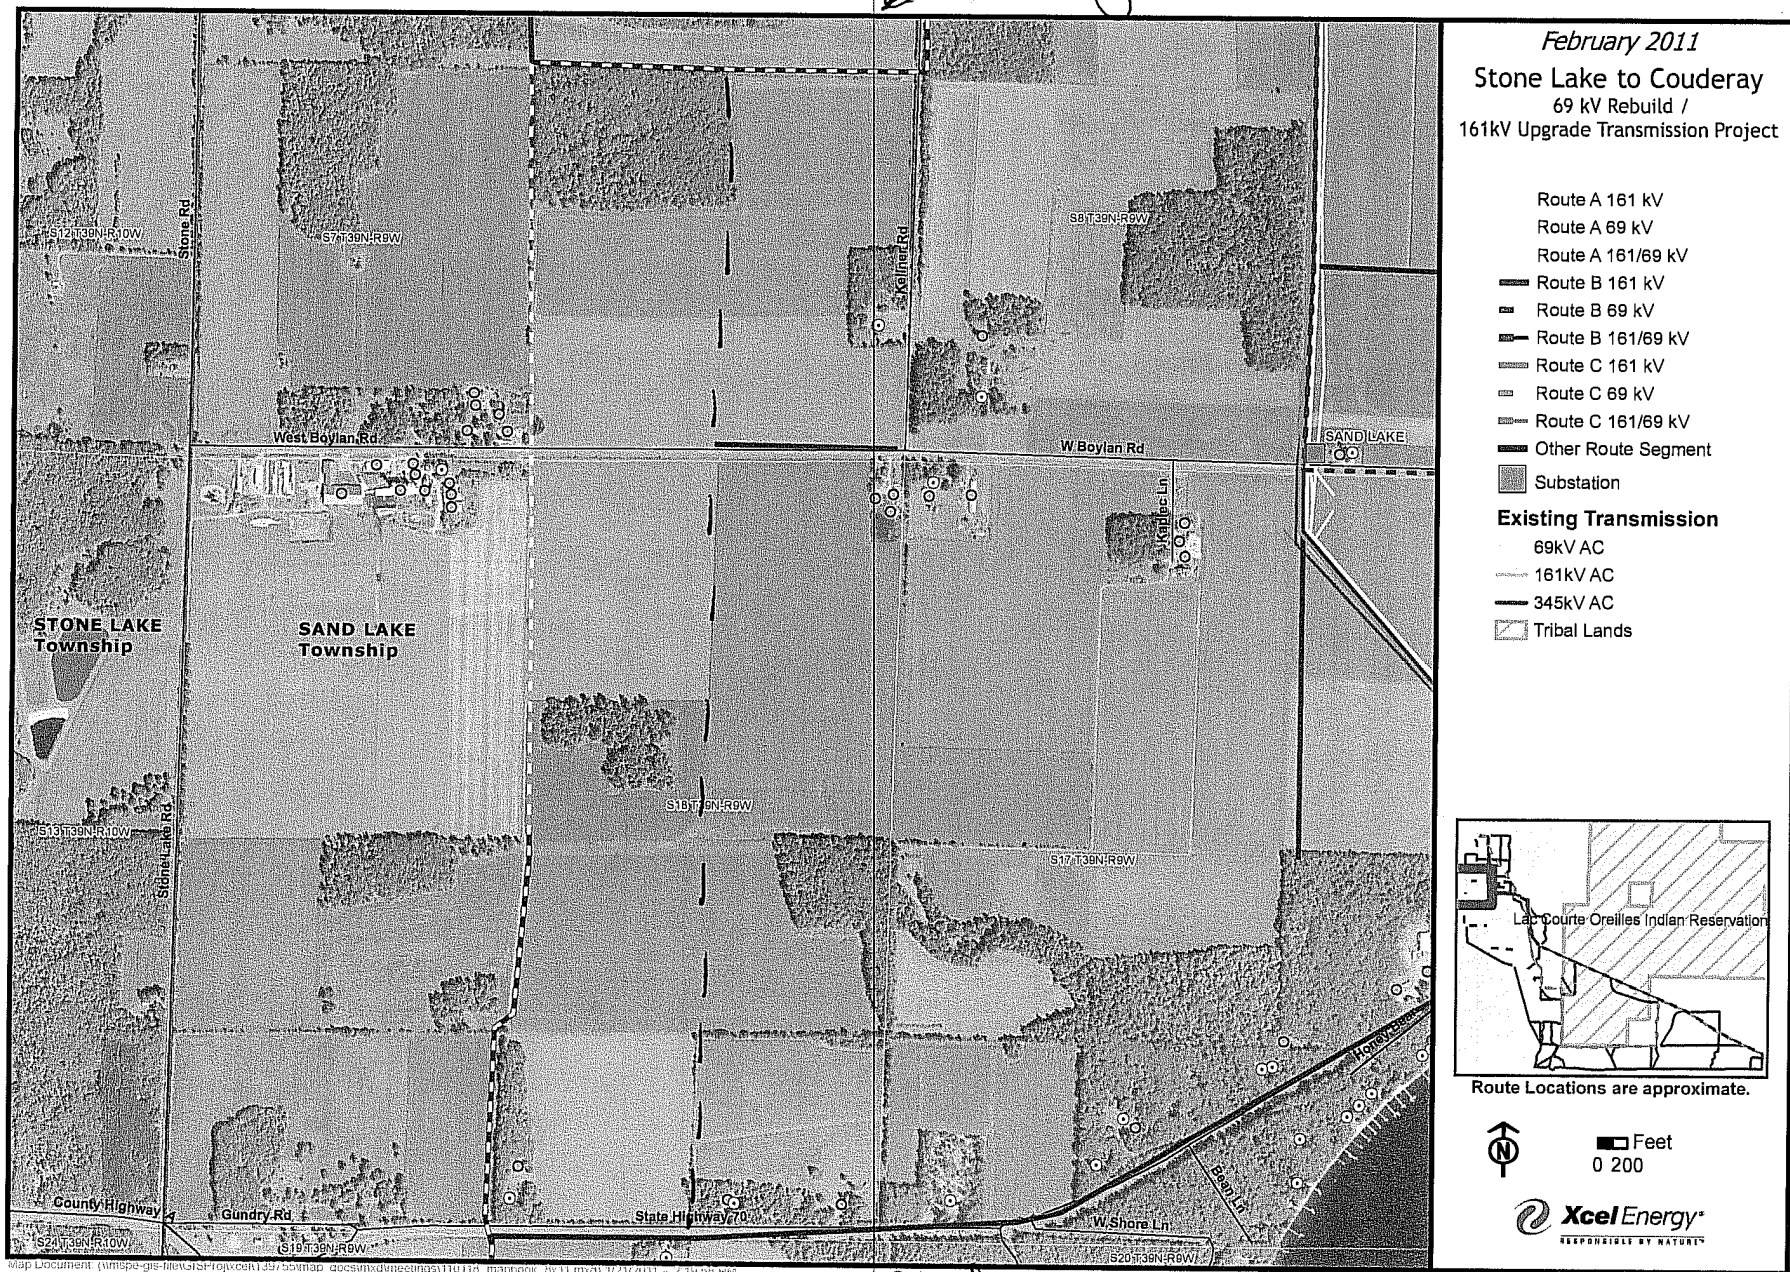 February 2011
Stone Lake to Couderay
69 kV Rebuild /
161kV Upgrade Transmission Project
Route A 161 kV
Route A 69 kV
Route A 161/69 kV
Route B 161 kV
Route B 69 kV
Route B 161/69 kV
Route C 161 kV
Route C 69 kV
Route C 161/69 kV
Other Route Segment
Substation
Existing Transmission
69kV AC
161kV AC
345kV AC
Tribal Lands
Lac Courte Oreilles Indian Reservation
Route Locations are approximate.
N
Feet
0 200
Xcel Energy
RESPONSIBLE BY NATURE
S12 T39N-R10W
Stone Rd
S7 T39N-R9W
Kellner Rd
S8 T39N-R9W
West Boylan Rd
W Boylan Rd
SAND LAKE
Kaplec Ln
STONE LAKE
Township
SAND LAKE
Township
S13 T39N-R10W
Stone Lake Rd
S18 T39N-R9W
S17 T39N-R9W
Bean Ln
County Highway A
Gundry Rd
State Highway 70
W Shore Ln
S24 T39N-R10W
S19 T39N-R9W
S20 T39N-R9W
Map Document: